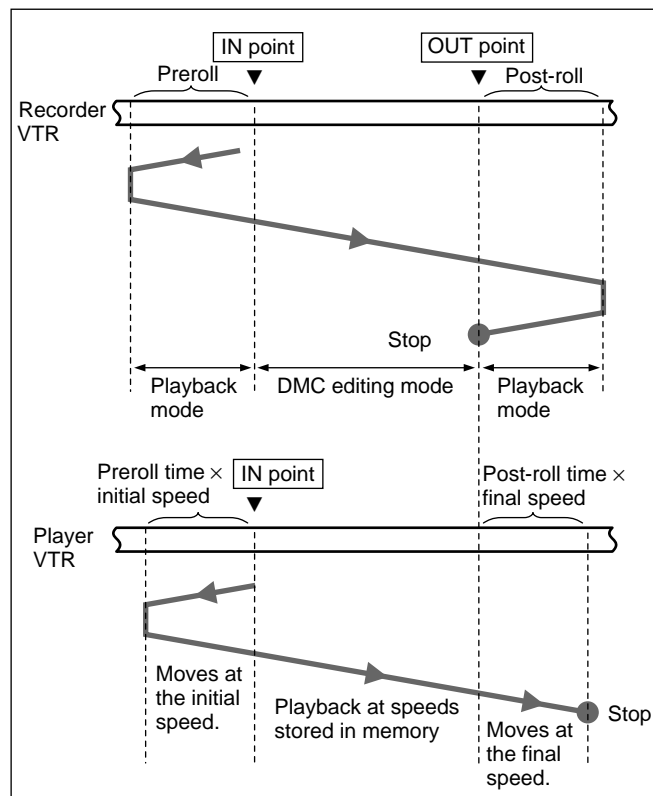 IN point
OUT point
Preroll
Post-roll
Recorder
VTR
Stop
Playback
mode
DMC editing mode
Playback
mode
Preroll time ×
initial speed
IN point
Post-roll time ×
final speed
Player
VTR
Moves at
the initial
speed.
Playback at speeds
stored in memory
Moves at
the final
speed.
Stop